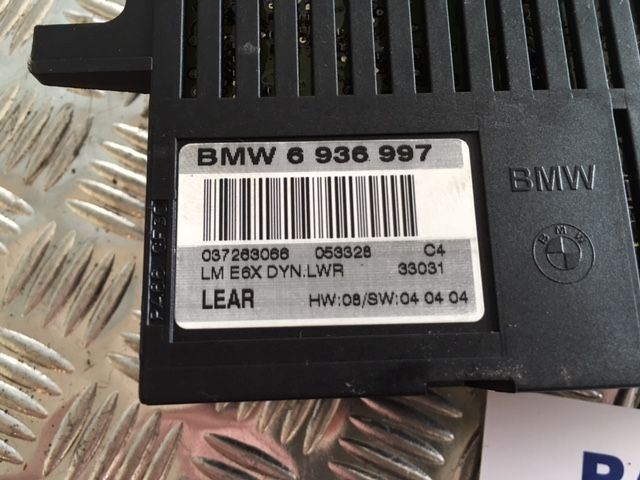 BMW 6 936 997
037263066 053328 C4
LM E6X DYN.LWR 33031
LEAR HW:08/SW:04 04 04
BMW